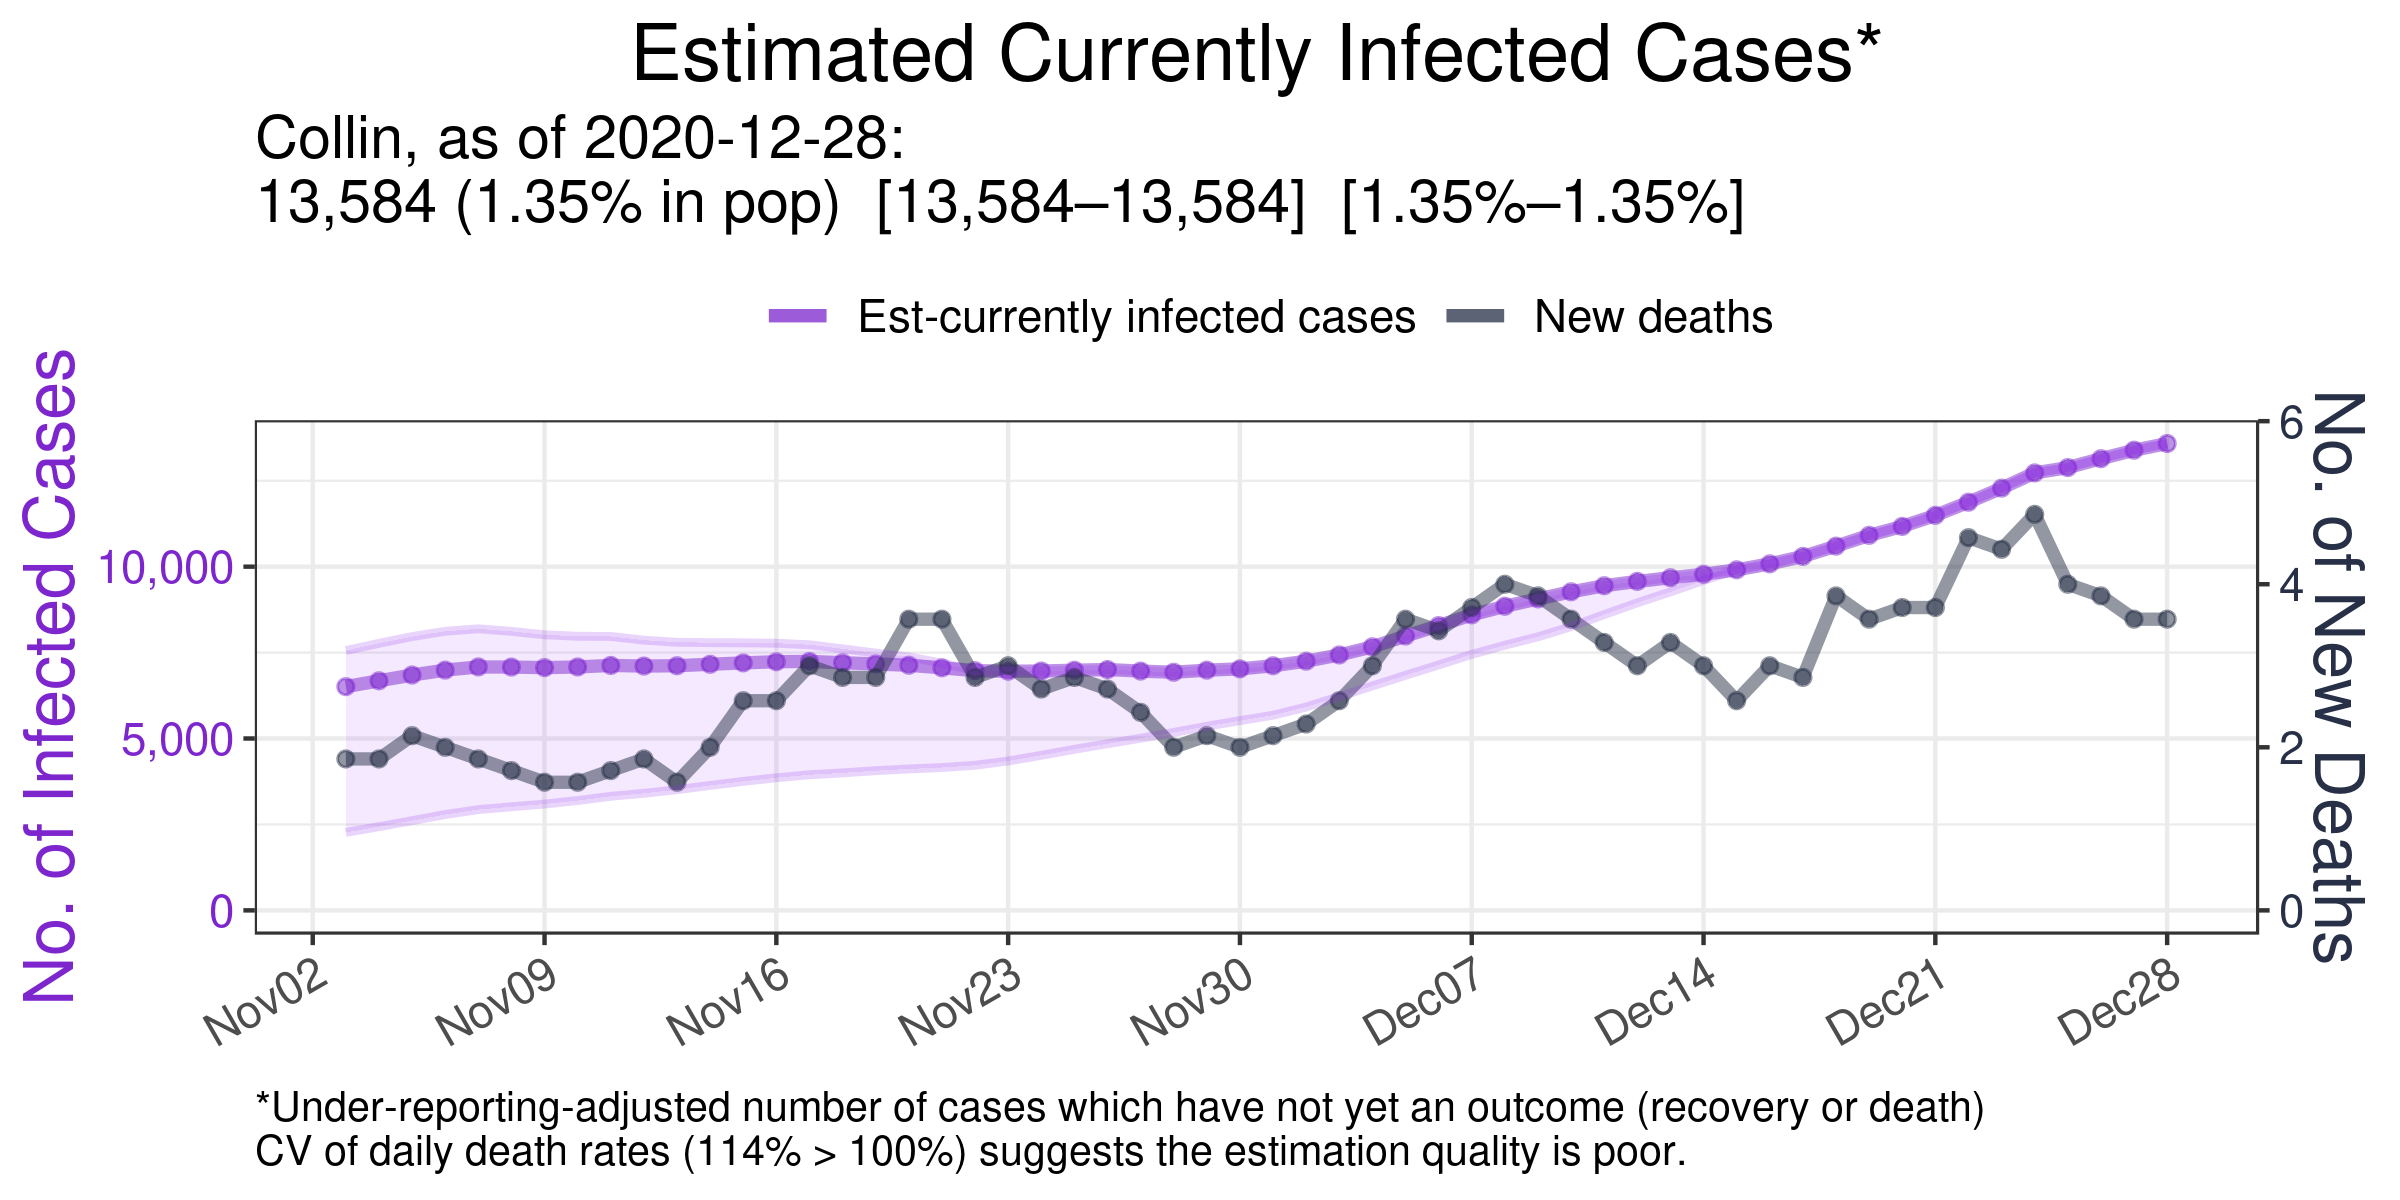 Estimated Currently Infected Cases*
Collin, as of 2020-12-28:
13,584 (1.35% in pop)  [13,584–13,584]  [1.35%–1.35%]
Est-currently infected cases
New deaths
No. of Infected Cases
10,000
5,000
0
6
4
2
0
No. of New Deaths
Nov02
Nov09
Nov16
Nov23
Nov30
Dec07
Dec14
Dec21
Dec28
*Under-reporting-adjusted number of cases which have not yet an outcome (recovery or death)
CV of daily death rates (114% > 100%) suggests the estimation quality is poor.